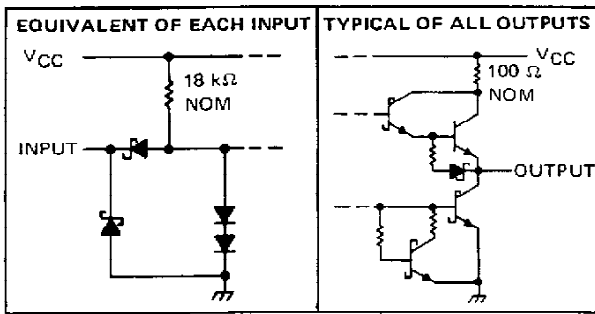 EQUIVALENT OF EACH INPUT
VCC
18 kΩ
NOM
INPUT
TYPICAL OF ALL OUTPUTS
VCC
100 Ω
NOM
OUTPUT